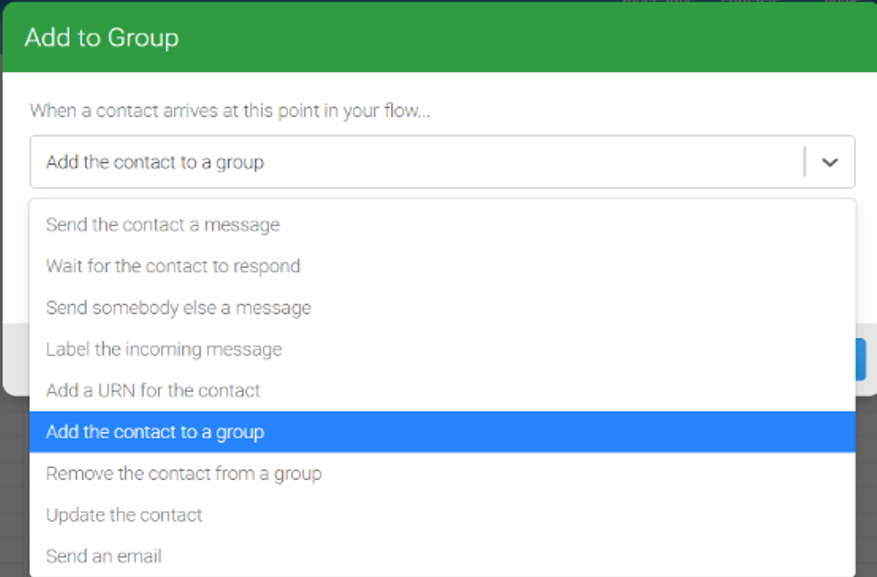 Add to Group
When a contact arrives at this point in your flow...
Add the contact to a group
Send the contact a message
Wait for the contact to respond
Send somebody else a message
Label the incoming message
Add a URN for the contact
Add the contact to a group
Remove the contact from a group
Update the contact
Send an email